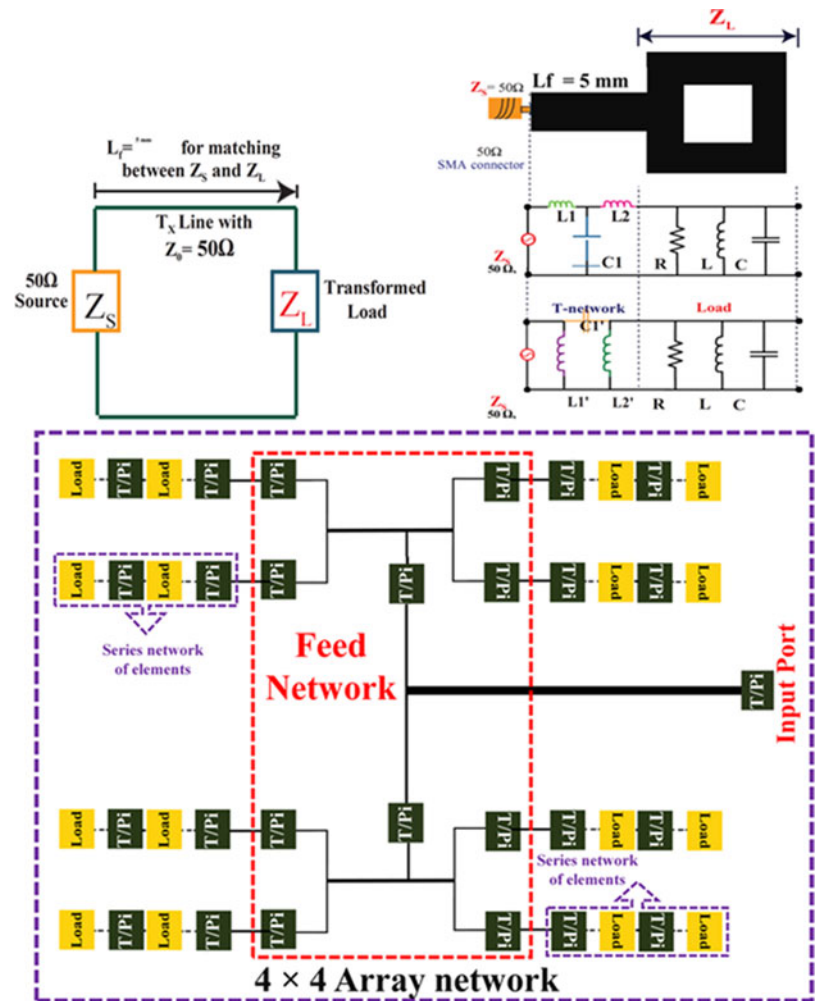 L_f= 5 mm for matching
between Z_S and Z_L
T_X Line with
Z_0= 50Ω
50Ω
Source
Z_S
Z_L
Transformed
Load
Z_L
Lf = 5 mm
Z_S= 50Ω
50Ω
SMA connector
L1 L2
C1 R L C
Z_S
50 Ω,
T-network Load
C1'
L1' L2' R L C
Z_S
50 Ω,
Load T/Pi Load T/Pi T/Pi T/Pi T/Pi Load T/Pi Load
Load T/Pi Load T/Pi T/Pi T/Pi T/Pi Load T/Pi Load
T/Pi
Series network
of elements
Feed
Network
T/Pi
Input Port
T/Pi
Load T/Pi Load T/Pi T/Pi T/Pi T/Pi Load T/Pi Load
Series network
of elements
Load T/Pi Load T/Pi T/Pi T/Pi T/Pi Load T/Pi Load
4 × 4 Array network